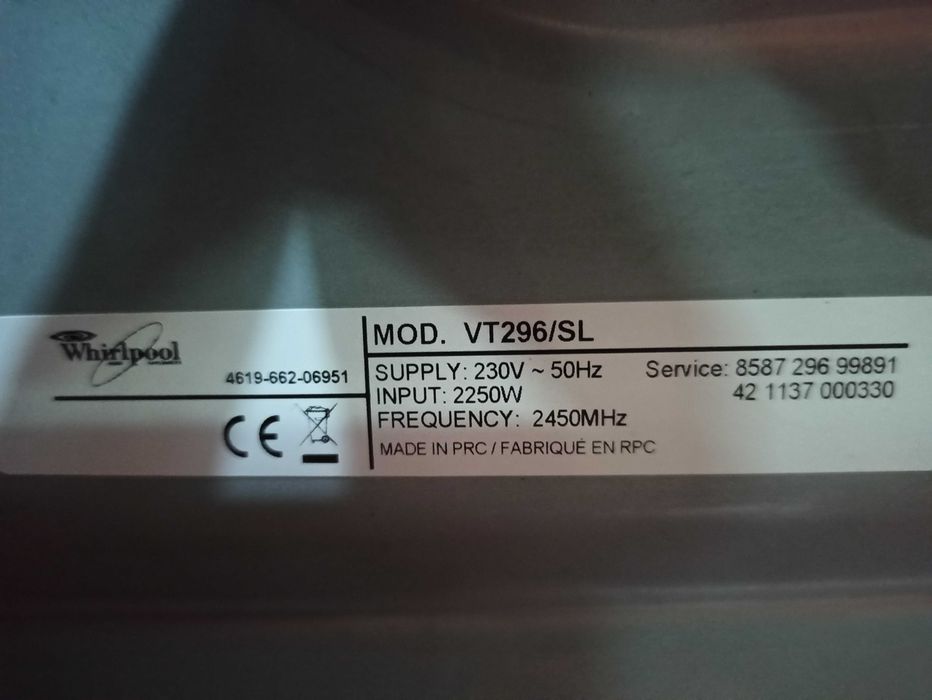 Whirlpool
4619-662-06951
CE
MOD. VT296/SL
SUPPLY: 230V ~ 50Hz
INPUT: 2250W
FREQUENCY: 2450MHz
MADE IN PRC / FABRIQUÉ EN RPC
Service: 8587 296 99891
42 1137 000330